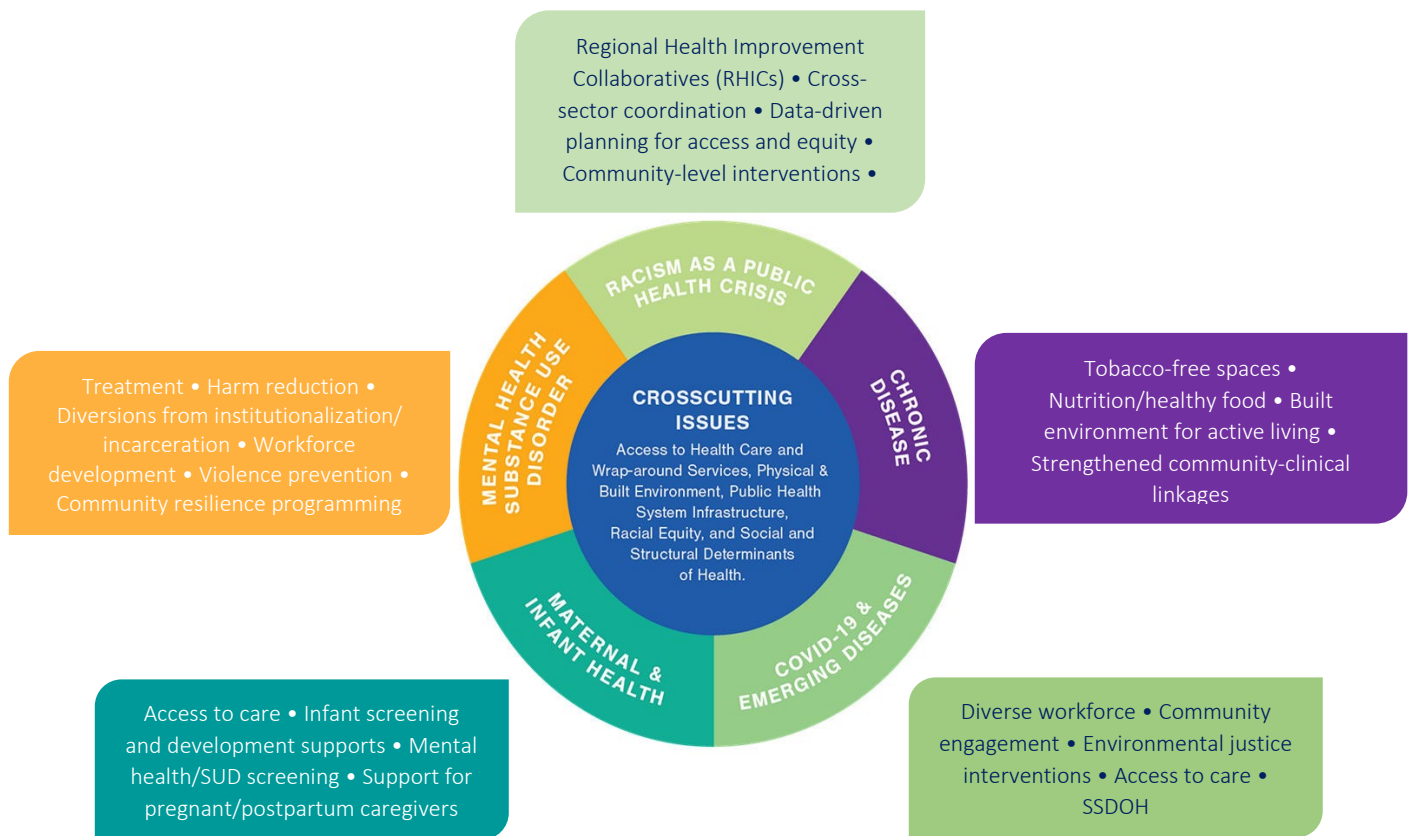 Regional Health Improvement
Collaboratives (RHICs) • Cross-
sector coordination • Data-driven
planning for access and equity •
Community-level interventions •
RACISM AS A PUBLIC
HEALTH CRISIS
MENTAL HEALTH
SUBSTANCE USE
DISORDER
CHRONIC
DISEASE
Treatment • Harm reduction •
Diversions from institutionalization/
incarceration • Workforce
development • Violence prevention •
Community resilience programming
CROSSCUTTING
ISSUES
Access to Health Care and
Wrap-around Services, Physical &
Built Environment, Public Health
System Infrastructure,
Racial Equity, and Social and
Structural Determinants
of Health.
Tobacco-free spaces •
Nutrition/healthy food • Built
environment for active living •
Strengthened community-clinical
linkages
MATERNAL &
INFANT HEALTH
COVID-19 &
EMERGING DISEASES
Access to care • Infant screening
and development supports • Mental
health/SUD screening • Support for
pregnant/postpartum caregivers
Diverse workforce • Community
engagement • Environmental justice
interventions • Access to care •
SSDOH